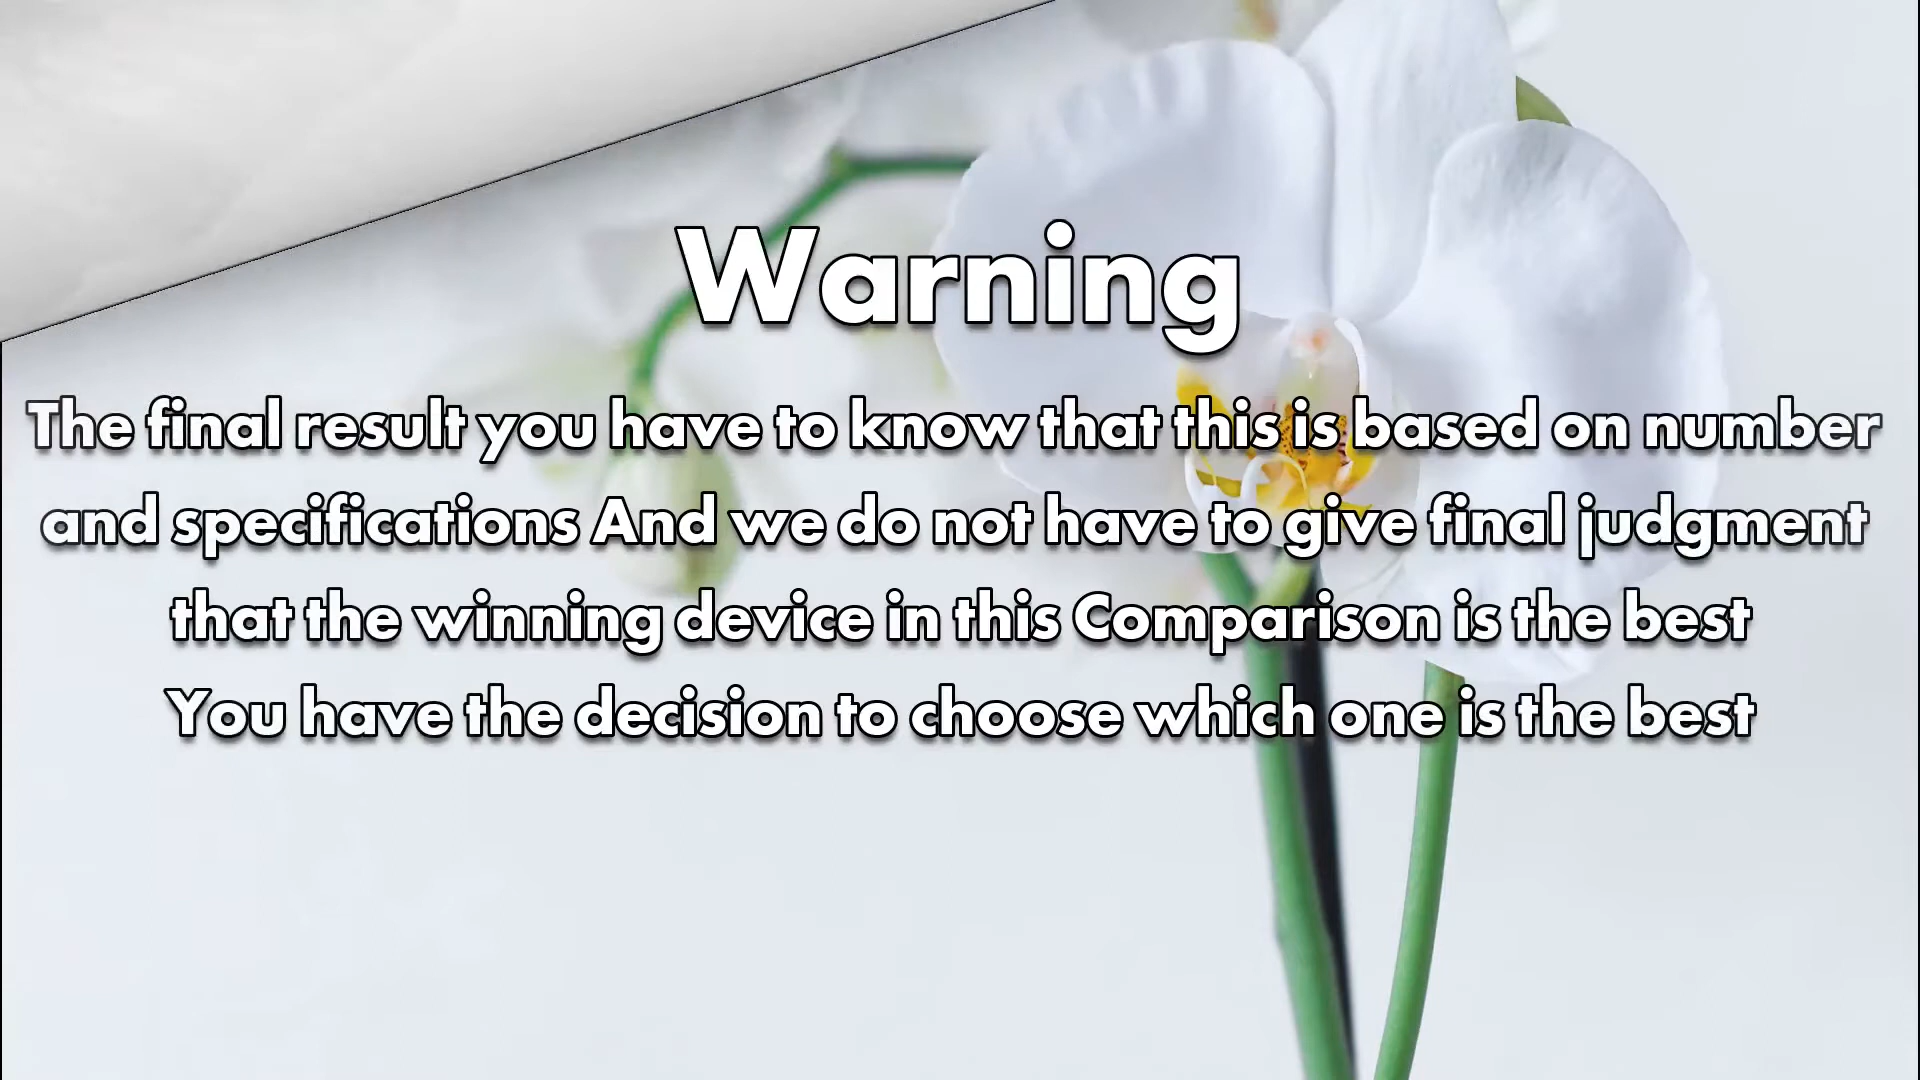 Warning
The final result you have to know that this is based on number
and specifications And we do not have to give final judgment
that the winning device in this Comparison is the best
You have the decision to choose which one is the best